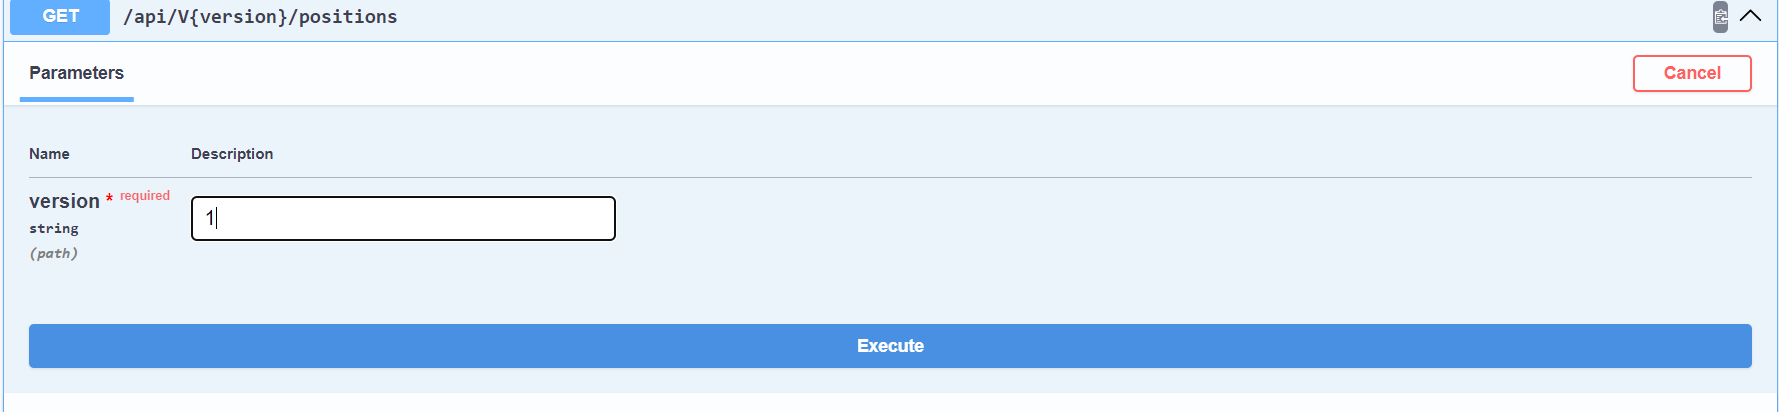 GET /api/V{version}/positions
Parameters
Cancel
Name Description
version * required
string
(path)
1
Execute